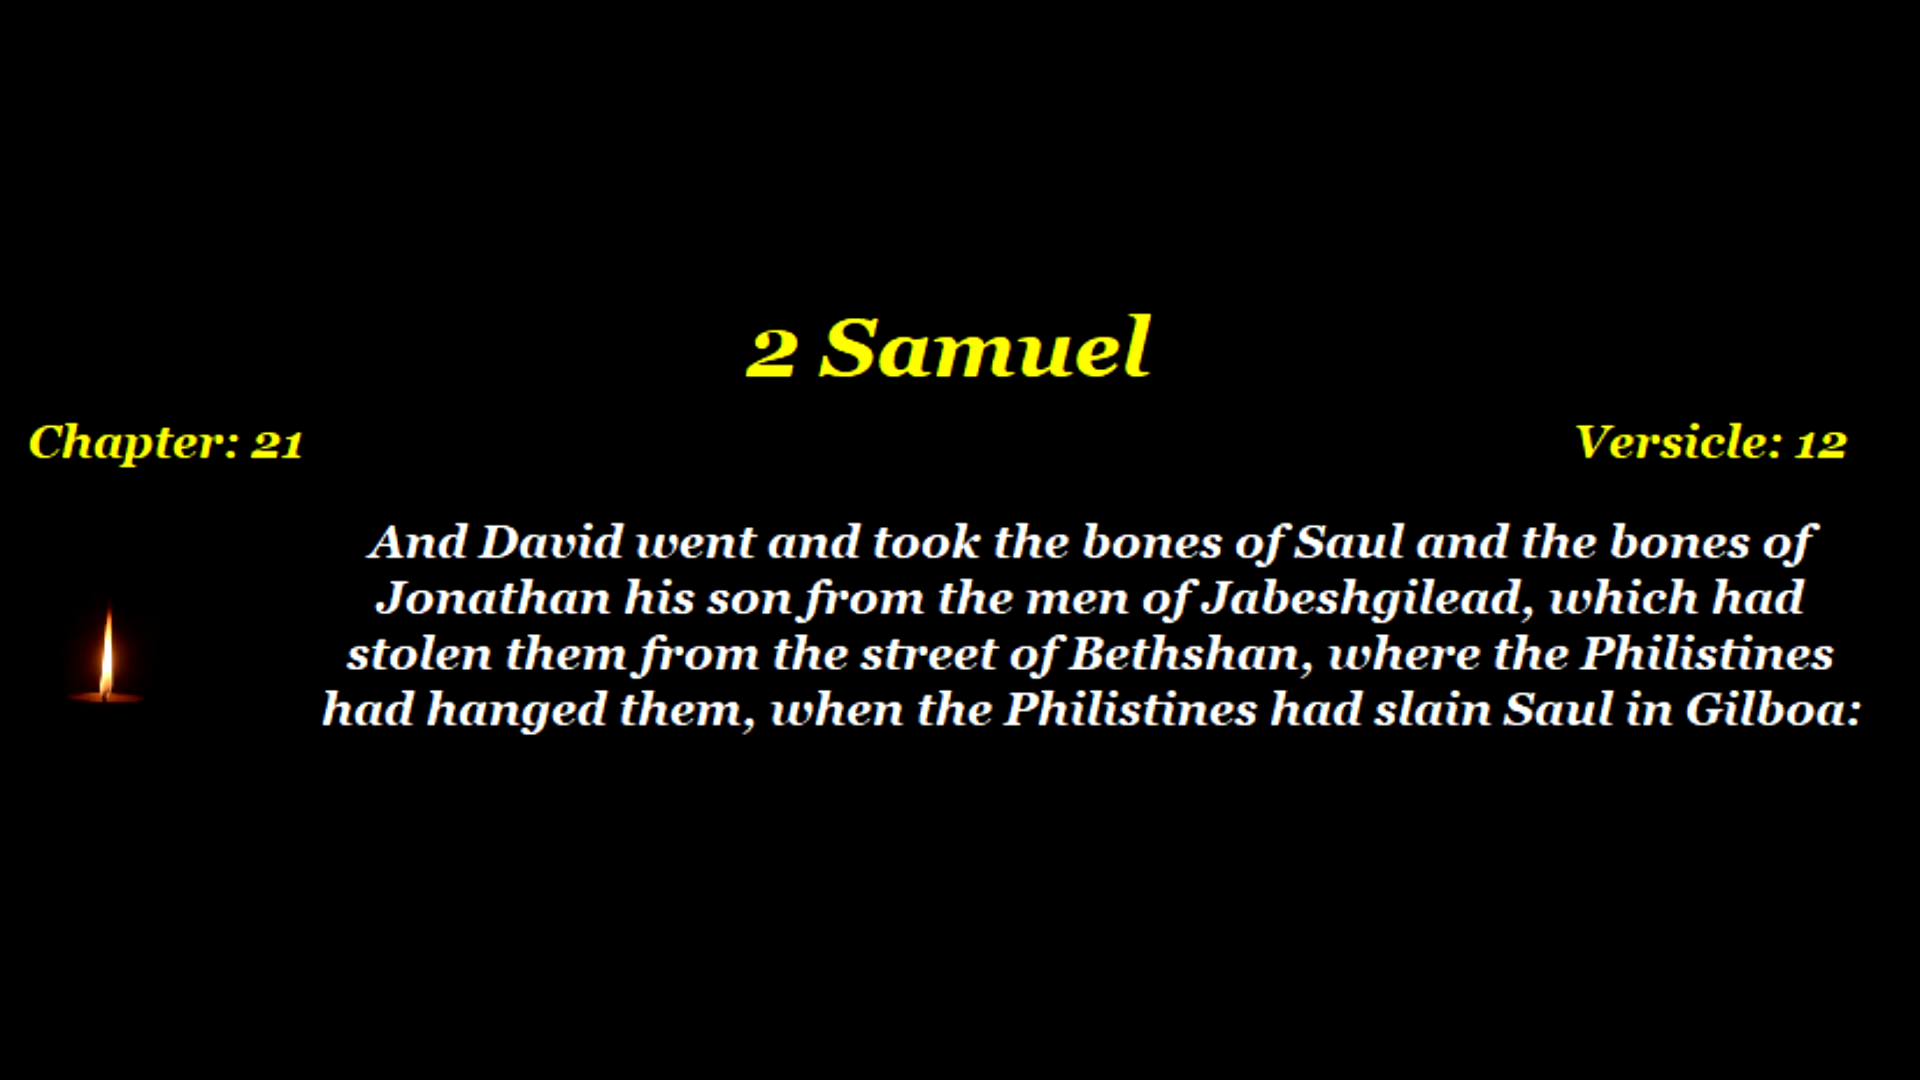 2 Samuel
Chapter: 21
Versicle: 12
And David went and took the bones of Saul and the bones of
Jonathan his son from the men of Jabeshgilead, which had
stolen them from the street of Bethshan, where the Philistines
had hanged them, when the Philistines had slain Saul in Gilboa: